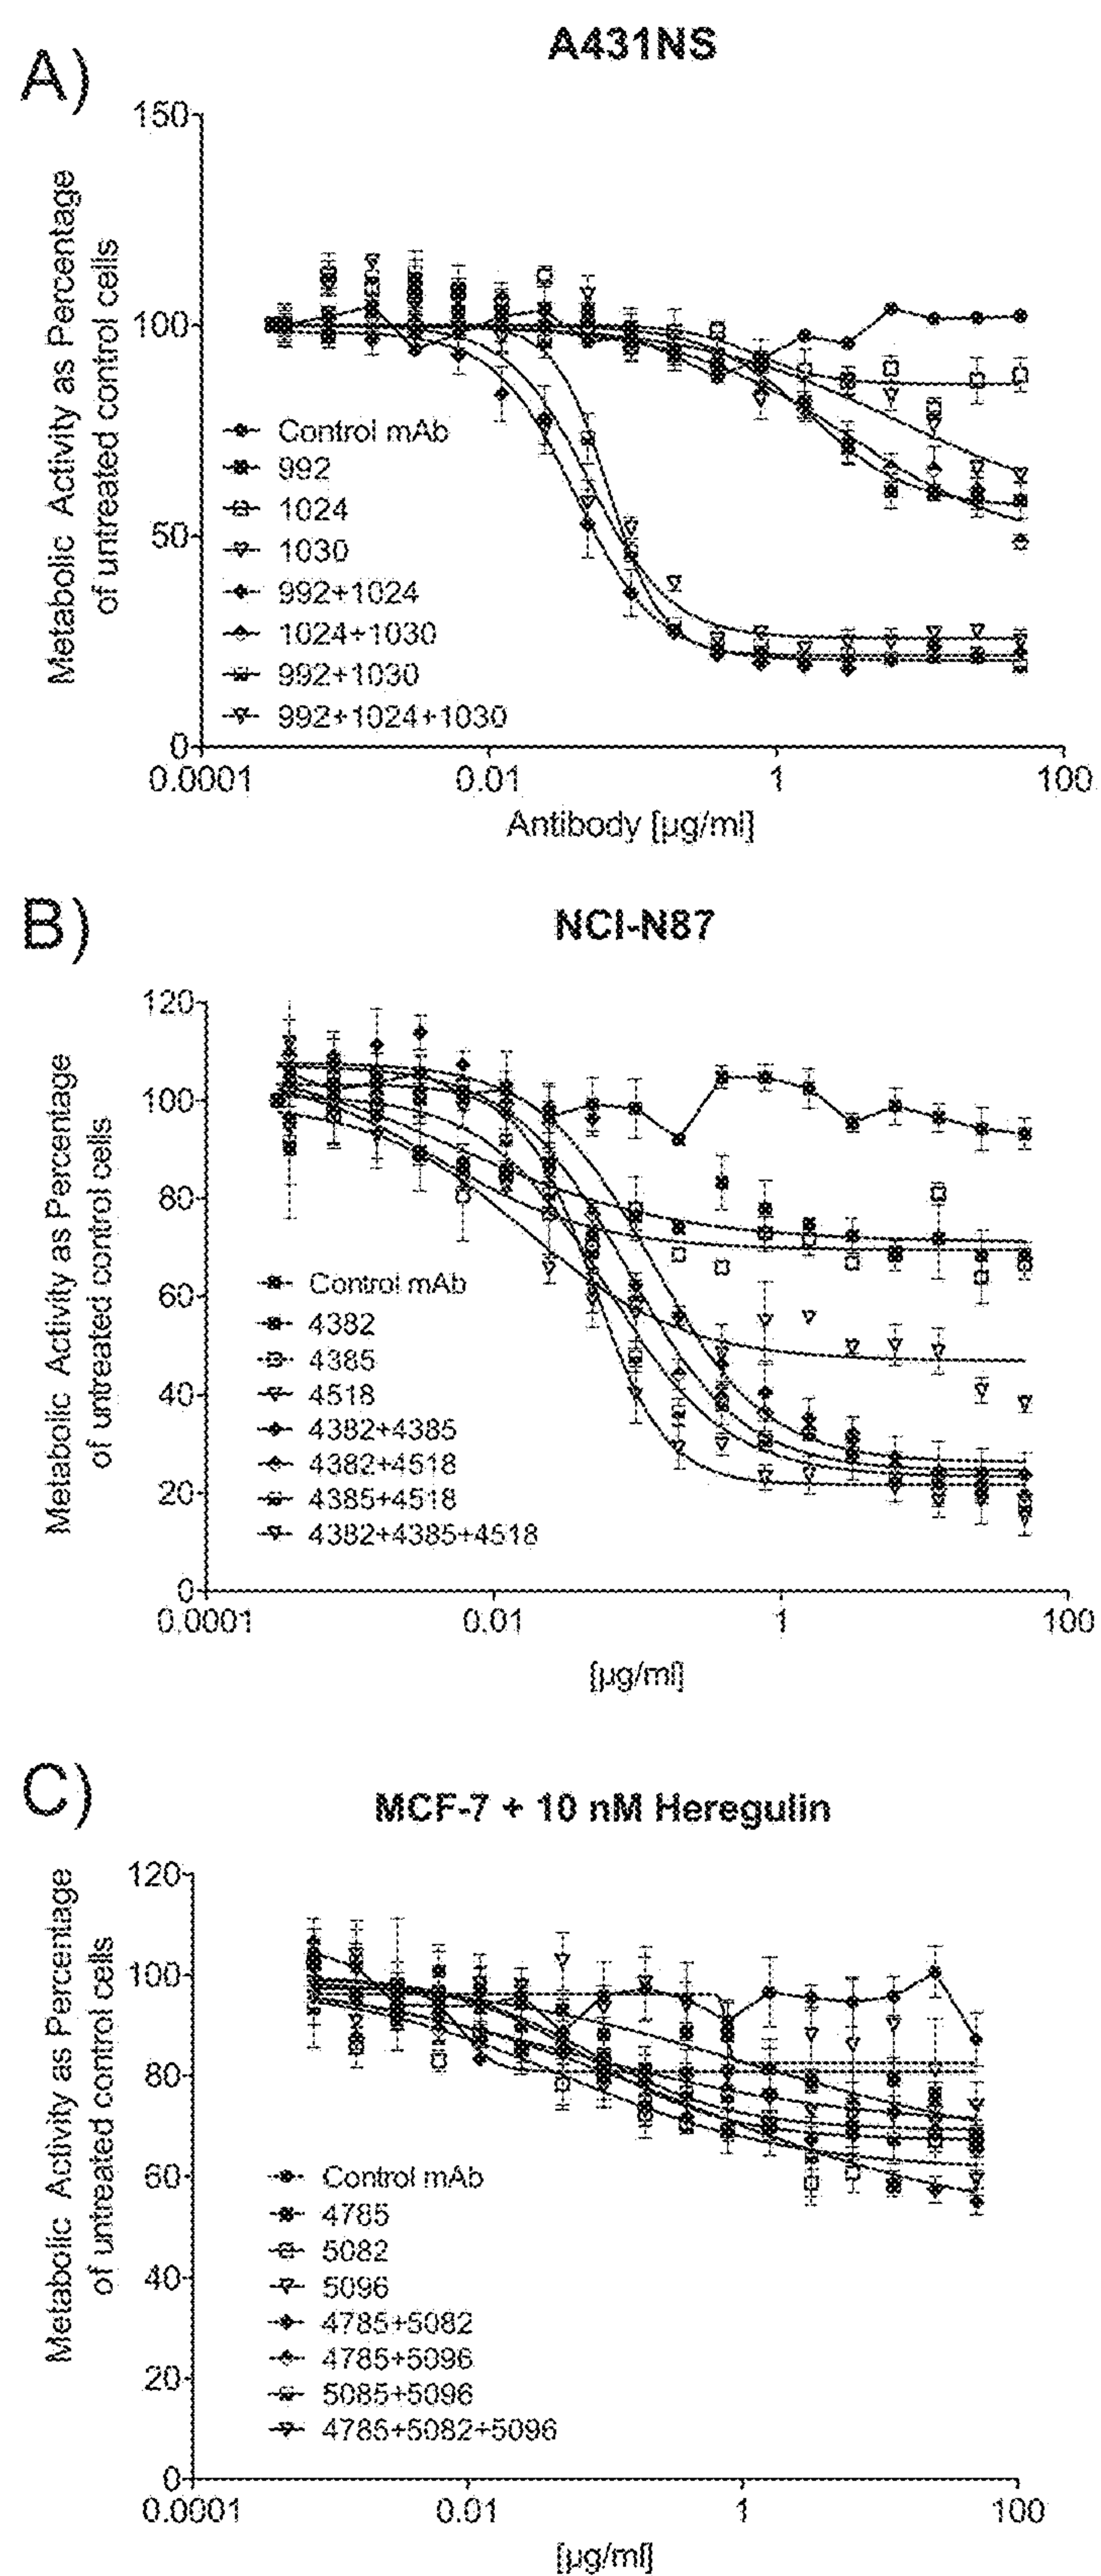 A)
A431NS
Metabolic Activity as Percentage
of untreated control cells
150
100
50
0
Control mAb
992
1024
1030
992+1024
1024+1030
992+1030
992+1024+1030
0.0001
0.01
1
100
Antibody [µg/ml]
B)
NCI-N87
Metabolic Activity as Percentage
of untreated control cells
120
100
80
60
40
20
0
Control mAb
4382
4385
4518
4382+4385
4382+4518
4385+4518
4382+4385+4518
0.0001
0.01
1
100
[µg/ml]
C)
MCF-7 + 10 nM Heregulin
Metabolic Activity as Percentage
of untreated control cells
120
100
80
60
40
20
0
Control mAb
4785
5082
5096
4785+5082
4785+5096
5085+5096
4785+5082+5096
0.0001
0.01
1
100
[µg/ml]